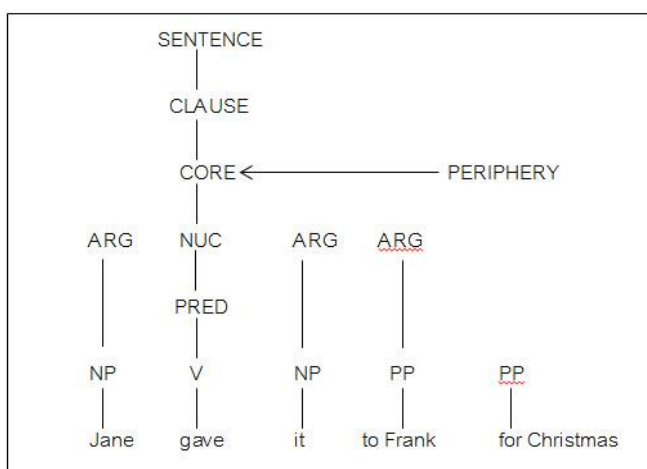 SENTENCE
CLAUSE
CORE PERIPHERY
ARG NUC ARG ARG
PRED
NP V NP PP PP
Jane gave it to Frank for Christmas